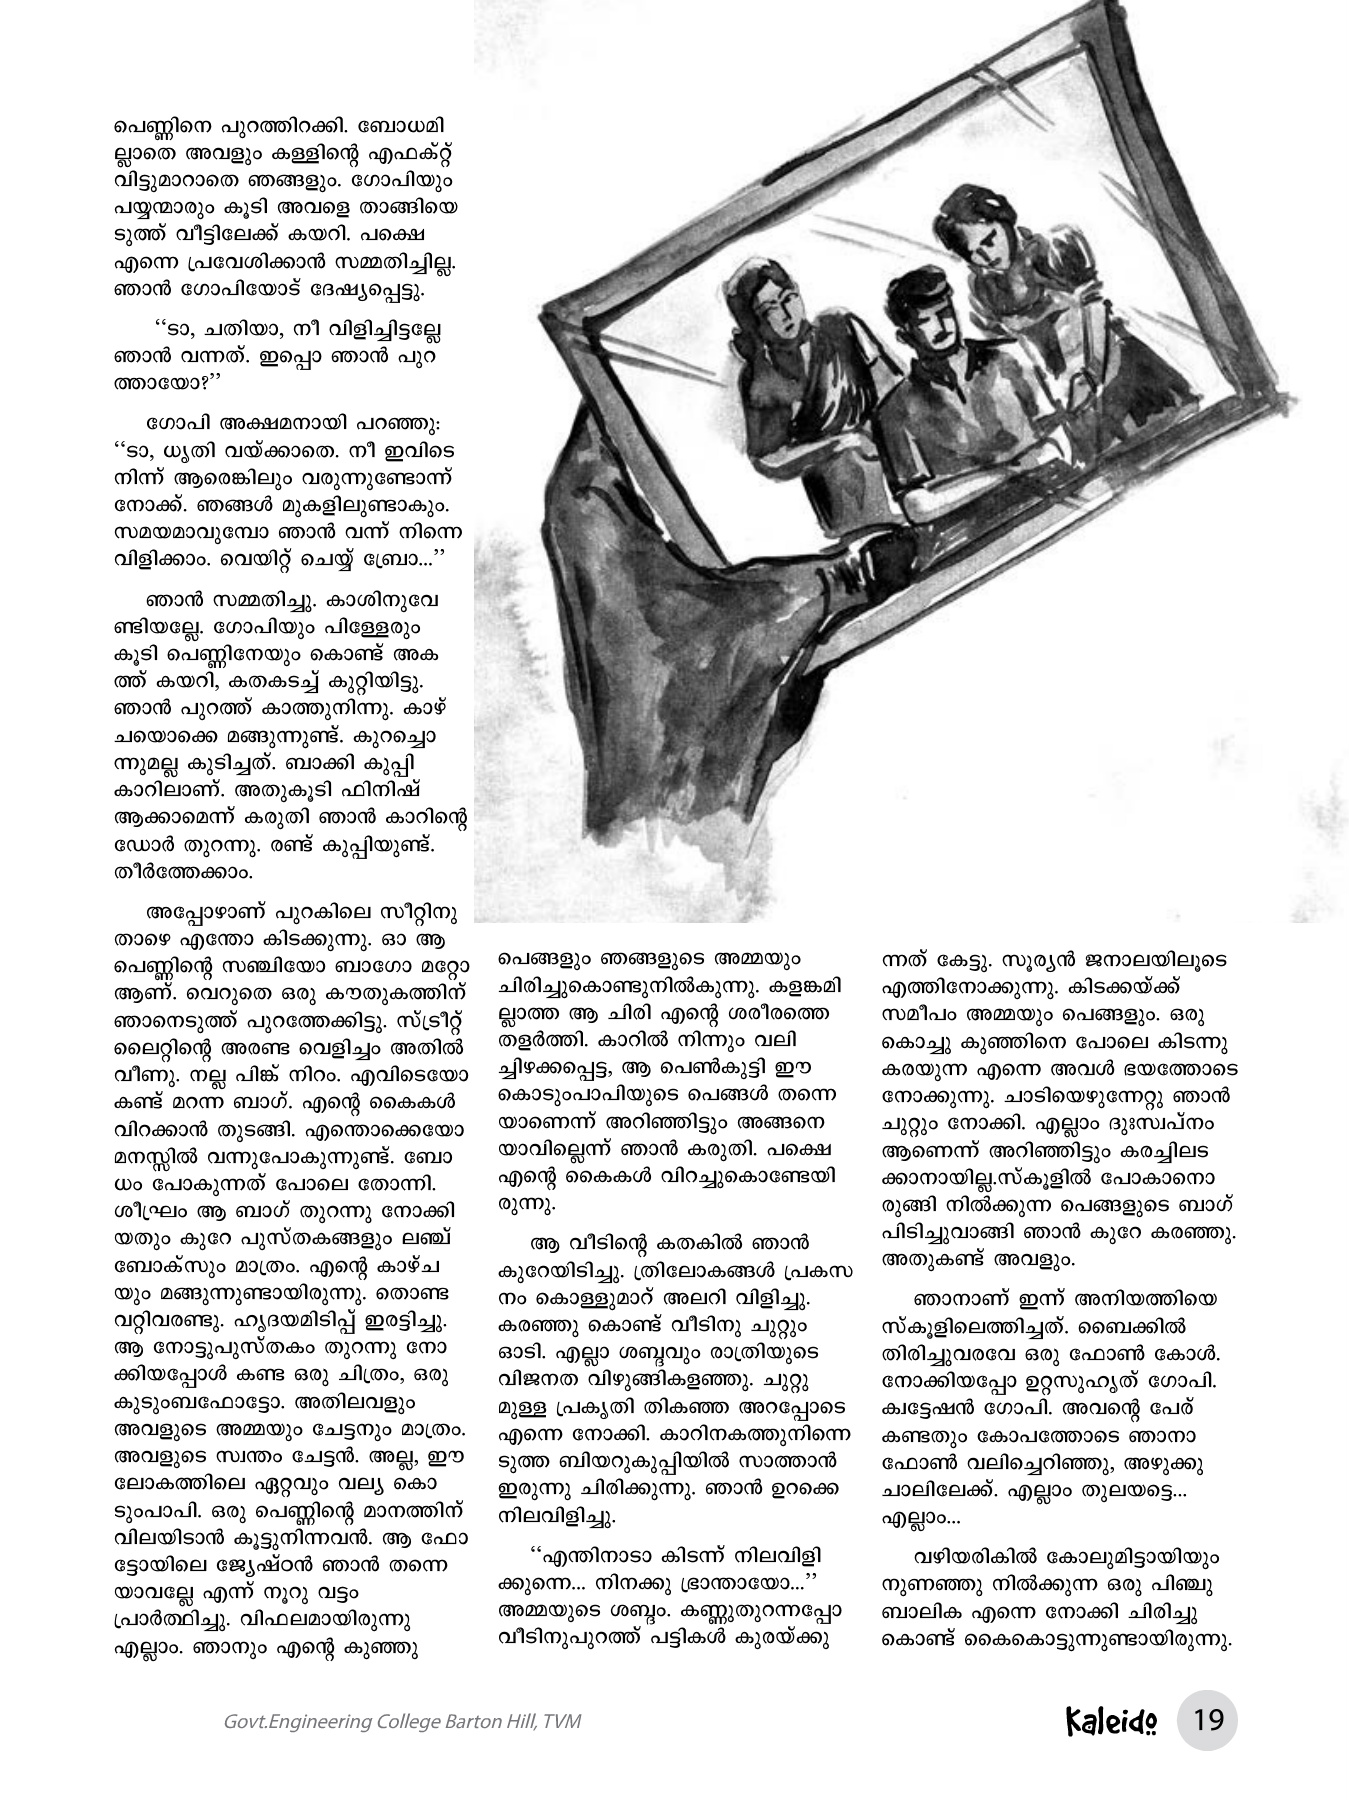 പെണ്ണിനെ പുറത്തിറക്കി. ബോധമി
ല്ലാതെ അവളും കള്ളിന്റെ എഫക്റ്റ്
വിട്ടുമാറാതെ ഞങ്ങളും. ഗോപിയും
പയ്യന്മാരും കൂടി അവളെ താങ്ങിയെ
ടുത്ത് വീട്ടിലേക്ക് കയറി. പക്ഷെ
എന്നെ പ്രവേശിക്കാൻ സമ്മതിച്ചില്ല.
ഞാൻ ഗോപിയോട് ദേഷ്യപ്പെട്ടു.
‘‘ടാ, ചതിയാ, നീ വിളിച്ചിട്ടല്ലേ
ഞാൻ വന്നത്. ഇപ്പൊ ഞാൻ പുറ
ത്തായോ?’’
ഗോപി അക്ഷമനായി പറഞ്ഞു:
‘‘ടാ, ധൃതി വയ്ക്കാതെ. നീ ഇവിടെ
നിന്ന് ആരെങ്കിലും വരുന്നുണ്ടോന്ന്
നോക്ക്. ഞങ്ങൾ മുകളിലുണ്ടാകും.
സമയമാവുമ്പോ ഞാൻ വന്ന് നിന്നെ
വിളിക്കാം. വെയിറ്റ് ചെയ്യ് ബ്രോ...’’
ഞാൻ സമ്മതിച്ചു. കാശിനുവേ
ണ്ടിയല്ലേ. ഗോപിയും പിള്ളേരും
കൂടി പെണ്ണിനേയും കൊണ്ട് അക
ത്ത് കയറി, കതകടച്ച് കുറ്റിയിട്ടു.
ഞാൻ പുറത്ത് കാത്തുനിന്നു. കാഴ്
ചയൊക്കെ മങ്ങുന്നുണ്ട്. കുറച്ചൊ
ന്നുമല്ല കുടിച്ചത്. ബാക്കി കുപ്പി
കാറിലാണ്. അതുകൂടി ഫിനിഷ്
ആക്കാമെന്ന് കരുതി ഞാൻ കാറിന്റെ
ഡോർ തുറന്നു. രണ്ട് കുപ്പിയുണ്ട്.
തീർത്തേക്കാം.
അപ്പോഴാണ് പുറകിലെ സീറ്റിനു
താഴെ എന്തോ കിടക്കുന്നു. ഓ ആ
പെണ്ണിന്റെ സഞ്ചിയോ ബാഗോ മറ്റോ
ആണ്. വെറുതെ ഒരു കൗതുകത്തിന്
ഞാനെടുത്ത് പുറത്തേക്കിട്ടു. സ്ട്രീറ്റ്
ലൈറ്റിന്റെ അരണ്ട വെളിച്ചം അതിൽ
വീണു. നല്ല പിങ്ക് നിറം. എവിടെയോ
കണ്ട് മറന്ന ബാഗ്. എന്റെ കൈകൾ
വിറക്കാൻ തുടങ്ങി. എന്തൊക്കെയോ
മനസ്സിൽ വന്നുപോകുന്നുണ്ട്. ബോ
ധം പോകുന്നത് പോലെ തോന്നി.
ശീഘ്രം ആ ബാഗ് തുറന്നു നോക്കി
യതും കുറേ പുസ്തകങ്ങളും ലഞ്ച്
ബോക്സും മാത്രം. എന്റെ കാഴ്ച
യും മങ്ങുന്നുണ്ടായിരുന്നു. തൊണ്ട
വറ്റിവരണ്ടു. ഹൃദയമിടിപ്പ് ഇരട്ടിച്ചു.
ആ നോട്ടുപുസ്തകം തുറന്നു നോ
ക്കിയപ്പോൾ കണ്ട ഒരു ചിത്രം, ഒരു
കുടുംബഫോട്ടോ. അതിലവളും
അവളുടെ അമ്മയും ചേട്ടനും മാത്രം.
അവളുടെ സ്വന്തം ചേട്ടൻ. അല്ല, ഈ
ലോകത്തിലെ ഏറ്റവും വല്യ കൊ
ടുംപാപി. ഒരു പെണ്ണിന്റെ മാനത്തിന്
വിലയിടാൻ കൂട്ടുനിന്നവൻ. ആ ഫോ
ട്ടോയിലെ ജ്യേഷ്ഠൻ ഞാൻ തന്നെ
യാവല്ലേ എന്ന് നൂറു വട്ടം
പ്രാർത്ഥിച്ചു. വിഫലമായിരുന്നു
എല്ലാം. ഞാനും എന്റെ കുഞ്ഞു
പെങ്ങളും ഞങ്ങളുടെ അമ്മയും
ചിരിച്ചുകൊണ്ടുനിൽകുന്നു. കളങ്കമി
ല്ലാത്ത ആ ചിരി എന്റെ ശരീരത്തെ
തളർത്തി. കാറിൽ നിന്നും വലി
ച്ചിഴക്കപ്പെട്ട, ആ പെൺകുട്ടി ഈ
കൊടുംപാപിയുടെ പെങ്ങൾ തന്നെ
യാണെന്ന് അറിഞ്ഞിട്ടും അങ്ങനെ
യാവില്ലെന്ന് ഞാൻ കരുതി. പക്ഷെ
എന്റെ കൈകൾ വിറച്ചുകൊണ്ടേയി
രുന്നു.
ആ വീടിന്റെ കതകിൽ ഞാൻ
കുറേയിടിച്ചു. ത്രിലോകങ്ങൾ പ്രകസ
നം കൊള്ളുമാറ് അലറി വിളിച്ചു.
കരഞ്ഞു കൊണ്ട് വീടിനു ചുറ്റും
ഓടി. എല്ലാ ശബ്ദവും രാത്രിയുടെ
വിജനത വിഴുങ്ങികളഞ്ഞു. ചുറ്റു
മുള്ള പ്രകൃതി തികഞ്ഞ അറപ്പോടെ
എന്നെ നോക്കി. കാറിനകത്തുനിന്നെ
ടുത്ത ബിയറുകുപ്പിയിൽ സാത്താൻ
ഇരുന്നു ചിരിക്കുന്നു. ഞാൻ ഉറക്കെ
നിലവിളിച്ചു.
‘‘എന്തിനാടാ കിടന്ന് നിലവിളി
ക്കുന്നെ... നിനക്കു ഭ്രാന്തായോ...’’
അമ്മയുടെ ശബ്ദം. കണ്ണുതുറന്നപ്പോ
വീടിനുപുറത്ത് പട്ടികൾ കുരയ്ക്കു
ന്നത് കേട്ടു. സൂര്യൻ ജനാലയിലൂടെ
എത്തിനോക്കുന്നു. കിടക്കയ്ക്ക്
സമീപം അമ്മയും പെങ്ങളും. ഒരു
കൊച്ചു കുഞ്ഞിനെ പോലെ കിടന്നു
കരയുന്ന എന്നെ അവൾ ഭയത്തോടെ
നോക്കുന്നു. ചാടിയെഴുന്നേറ്റു ഞാൻ
ചുറ്റും നോക്കി. എല്ലാം ദുഃസ്വപ്നം
ആണെന്ന് അറിഞ്ഞിട്ടും കരച്ചിലട
ക്കാനായില്ല.സ്കൂളിൽ പോകാനൊ
രുങ്ങി നിൽക്കുന്ന പെങ്ങളുടെ ബാഗ്
പിടിച്ചുവാങ്ങി ഞാൻ കുറേ കരഞ്ഞു.
അതുകണ്ട് അവളും.
ഞാനാണ് ഇന്ന് അനിയത്തിയെ
സ്കൂളിലെത്തിച്ചത്. ബൈക്കിൽ
തിരിച്ചുവരവേ ഒരു ഫോൺ കോൾ.
നോക്കിയപ്പോ ഉറ്റസുഹൃത് ഗോപി.
ക്വട്ടേഷൻ ഗോപി. അവന്റെ പേര്
കണ്ടതും കോപത്തോടെ ഞാനാ
ഫോൺ വലിച്ചെറിഞ്ഞു, അഴുക്കു
ചാലിലേക്ക്. എല്ലാം തുലയട്ടെ...
എല്ലാം...
വഴിയരികിൽ കോലുമിട്ടായിയും
നുണഞ്ഞു നിൽക്കുന്ന ഒരു പിഞ്ചു
ബാലിക എന്നെ നോക്കി ചിരിച്ചു
കൊണ്ട് കൈകൊട്ടുന്നുണ്ടായിരുന്നു.
Govt.Engineering College Barton Hill, TVM
Kaleido 19